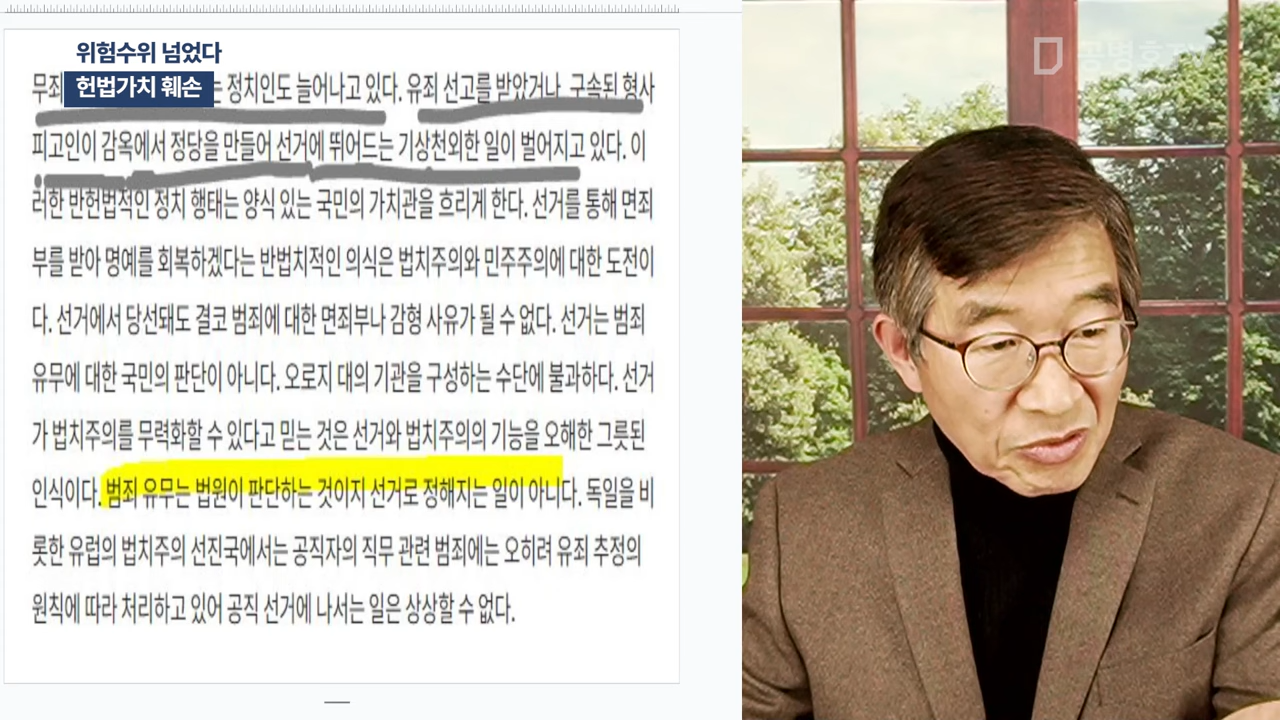 위험수위 넘었다
헌법가치 훼손
공병호
무죄 는 정치인도 늘어나고 있다. 유죄 선고를 받았거나 구속된 형사
피고인이 감옥에서 정당을 만들어 선거에 뛰어드는 기상천외한 일이 벌어지고 있다. 이
러한 반헌법적인 정치 행태는 양식 있는 국민의 가치관을 흐리게 한다. 선거를 통해 면죄
부를 받아 명예를 회복하겠다는 반법치적인 의식은 법치주의와 민주주의에 대한 도전이
다. 선거에서 당선돼도 결코 범죄에 대한 면죄부나 감형 사유가 될 수 없다. 선거는 범죄
유무에 대한 국민의 판단이 아니다. 오로지 대의 기관을 구성하는 수단에 불과하다. 선거
가 법치주의를 무력화할 수 있다고 믿는 것은 선거와 법치주의의 기능을 오해한 그릇된
인식이다. 범죄 유무는 법원이 판단하는 것이지 선거로 정해지는 일이 아니다. 독일을 비
롯한 유럽의 법치주의 선진국에서는 공직자의 직무 관련 범죄에는 오히려 유죄 추정의
원칙에 따라 처리하고 있어 공직 선거에 나서는 일은 상상할 수 없다.